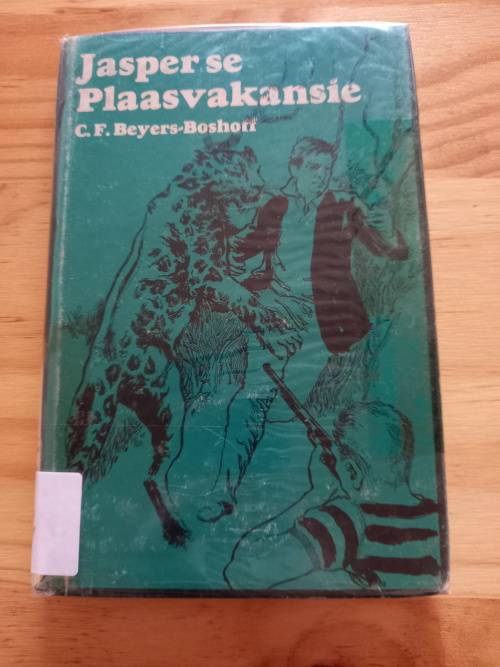 Jasper se
Plaasvakansie
C. F. Beyers-Boshoff